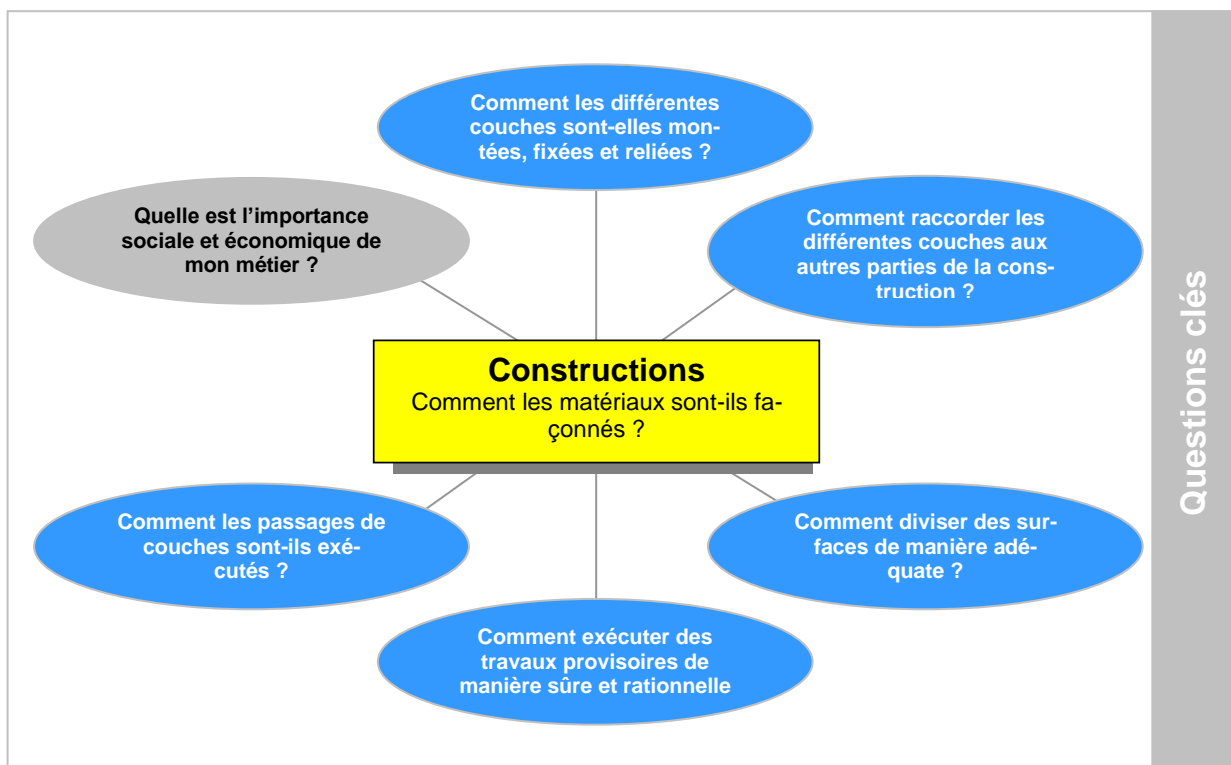 Comment les différentes
couches sont-elles mon-
tées, fixées et reliées ?
Quelle est l’importance
sociale et économique de
mon métier ?
Comment raccorder les
différentes couches aux
autres parties de la cons-
truction ?
Constructions
Comment les matériaux sont-ils fa-
çonnés ?
Comment les passages de
couches sont-ils exé-
cutés ?
Comment diviser des sur-
faces de manière adé-
quate ?
Comment exécuter des
travaux provisoires de
manière sûre et rationnelle
Questions clés